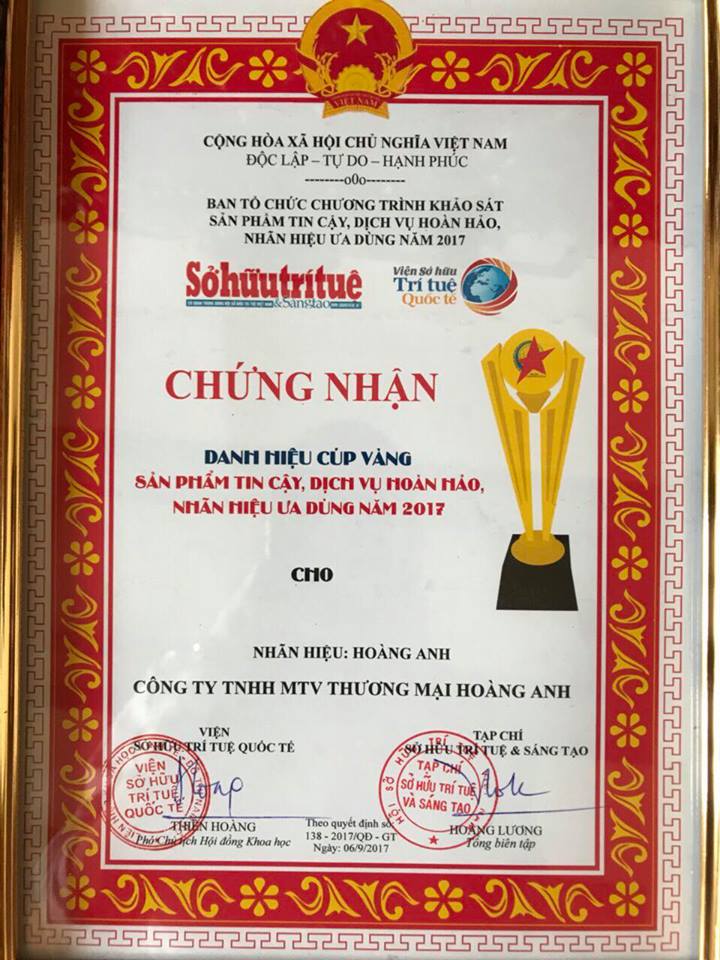 VIỆT NAM
CỘNG HÒA XÃ HỘI CHỦ NGHĨA VIỆT NAM
ĐỘC LẬP – TỰ DO – HẠNH PHÚC
--------o0o--------
BAN TỔ CHỨC CHƯƠNG TRÌNH KHẢO SÁT
SẢN PHẨM TIN CẬY, DỊCH VỤ HOÀN HẢO,
NHÃN HIỆU ƯA DÙNG NĂM 2017
Sởhữutrítuệ
&Sángtạo
Viện Sở hữu
Trí tuệ
Quốc tế
CHỨNG NHẬN
DANH HIỆU CÚP VÀNG
SẢN PHẨM TIN CẬY, DỊCH VỤ HOÀN HẢO,
NHÃN HIỆU ƯA DÙNG NĂM 2017
CHO
NHÃN HIỆU: HOÀNG ANH
CÔNG TY TNHH MTV THƯƠNG MẠI HOÀNG ANH
VIỆN
SỞ HỮU TRÍ TUỆ QUỐC TẾ
TẠP CHÍ
SỞ HỮU TRÍ TUỆ & SÁNG TẠO
VIỆN
SỞ HỮU
TRÍ TUỆ
QUỐC TẾ
TẠP CHÍ
SỞ HỮU TRÍ TUỆ
VÀ SÁNG TẠO
THIỆN HOÀNG
Phó Chủ tịch Hội đồng Khoa học
Theo quyết định số:
138 - 2017/QĐ - GT
Ngày: 06/9/2017
HOÀNG LƯƠNG
Tổng biên tập